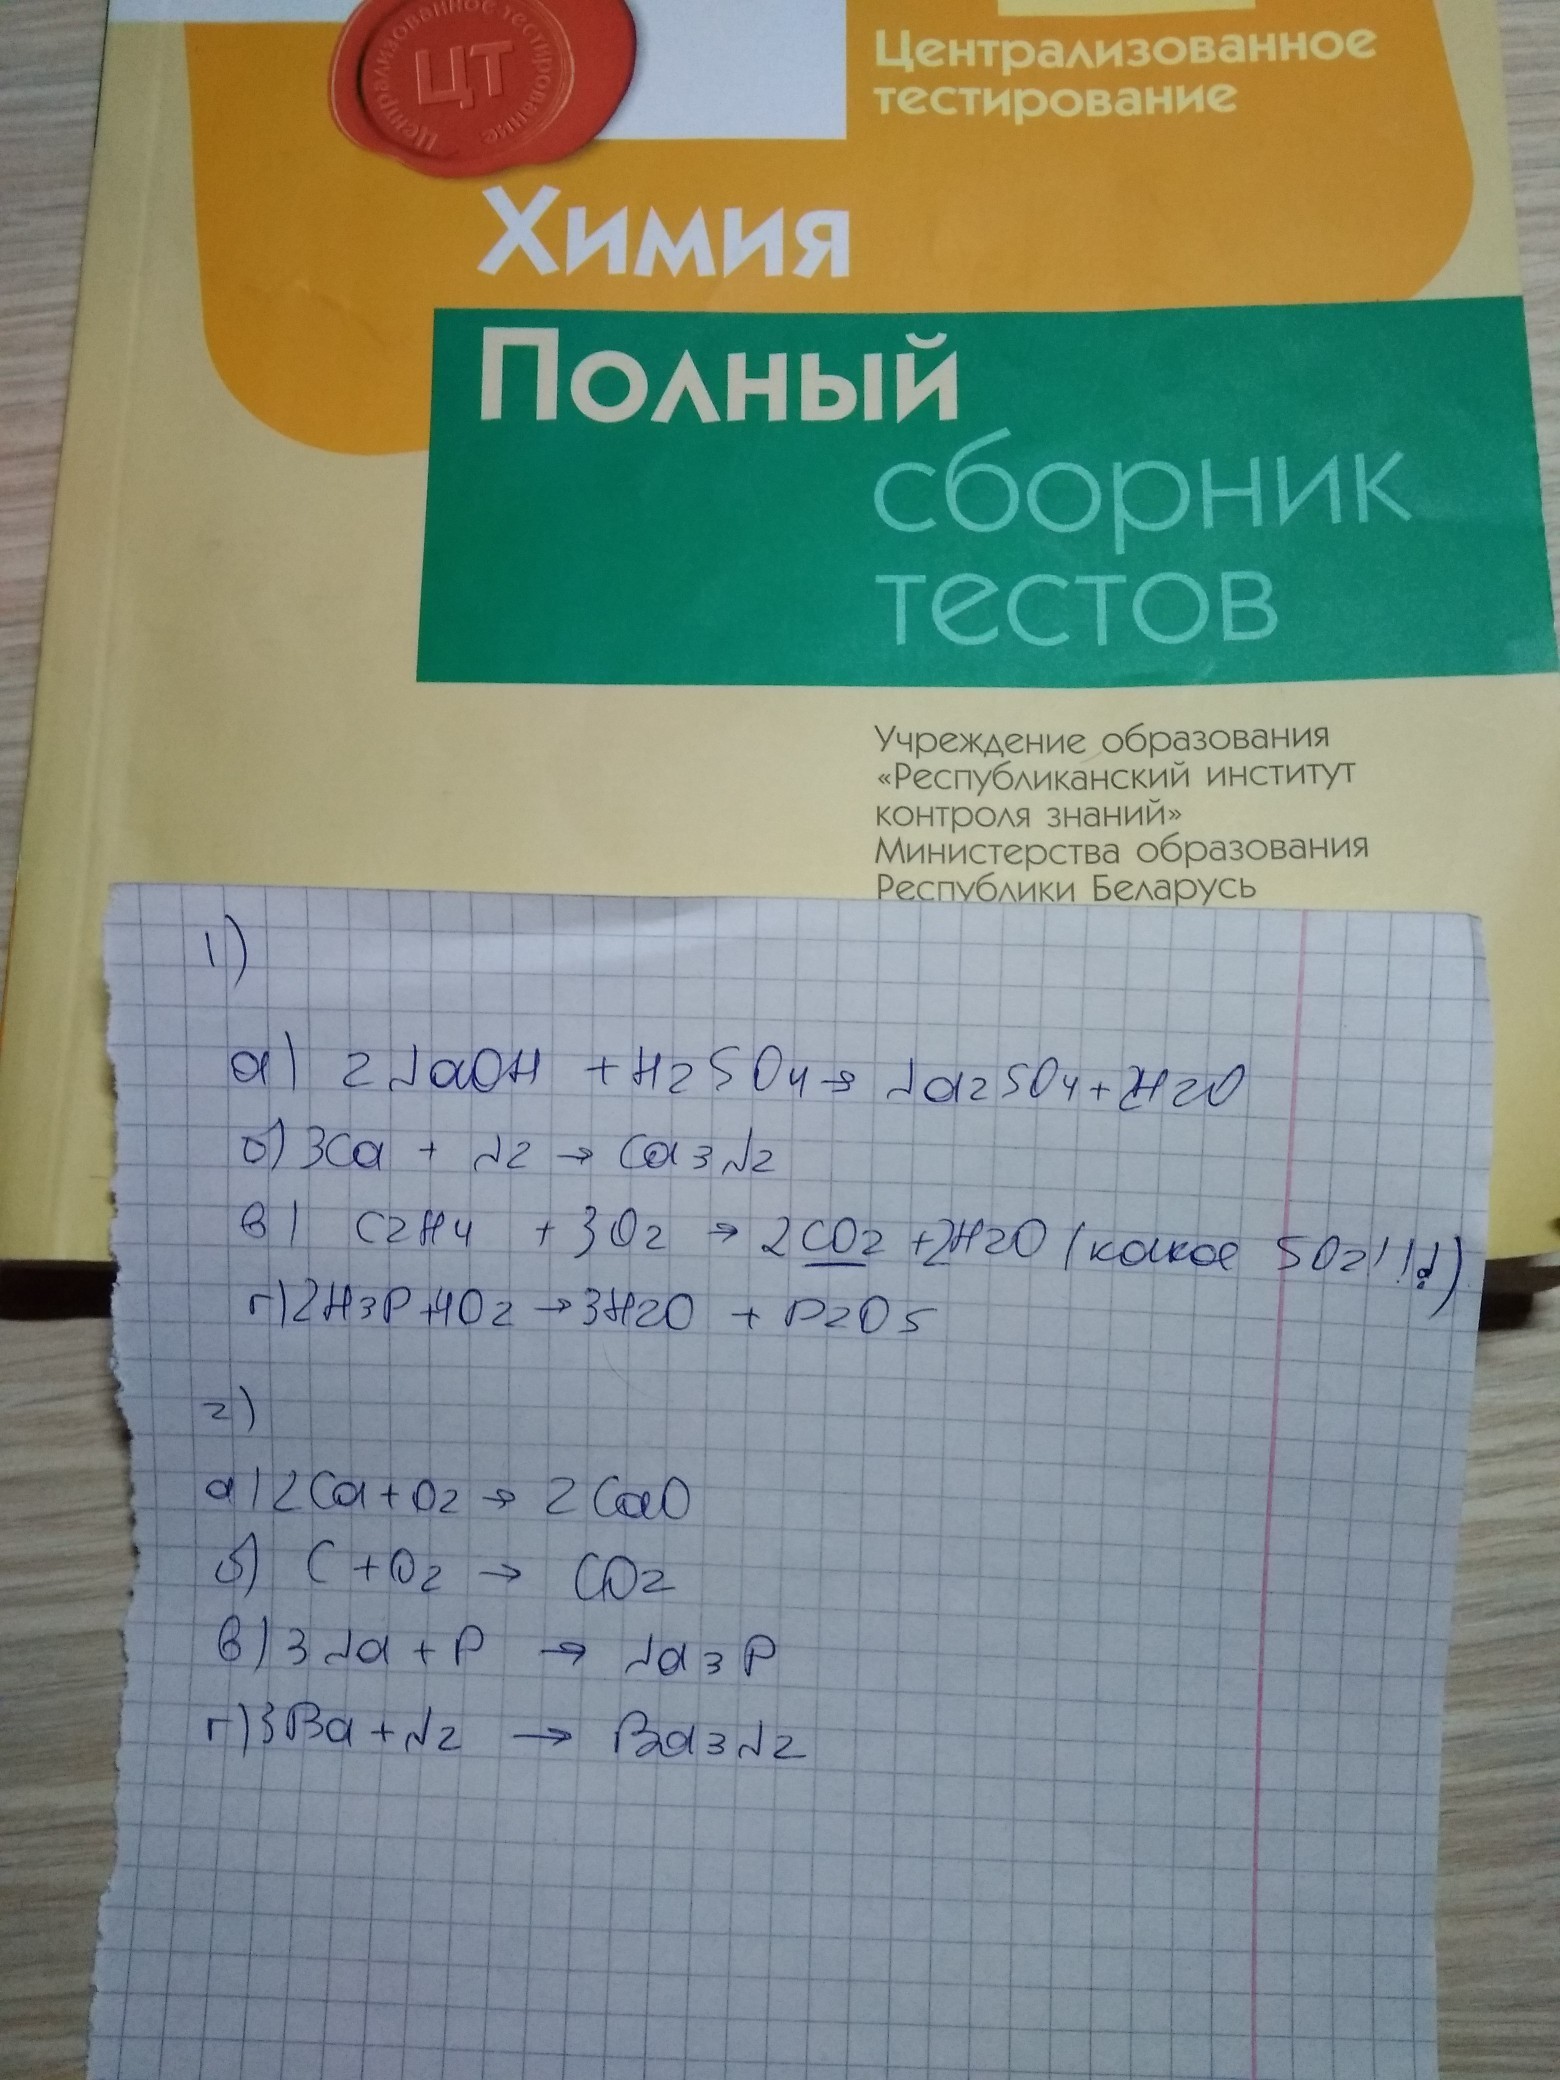 Централизованное тестирование
ЦТ
Централизованное
тестирование
Химия
Полный
сборник
тестов
Учреждение образования
«Республиканский институт
контроля знаний»
Министерства образования
Республики Беларусь
1)
а) 2NaOH + H2SO4 → Na2SO4 + 2H2O
б) 3Ca + N2 → Ca3N2
в) C2H4 + 3O2 → 2CO2 + 2H2O (какое SO2!!!)
г) 2H3P + 4O2 → 3H2O + P2O5
2)
а) 2Ca + O2 → 2CaO
б) C + O2 → CO2
в) 3Na + P → Na3P
г) 3Ba + N2 → Ba3N2